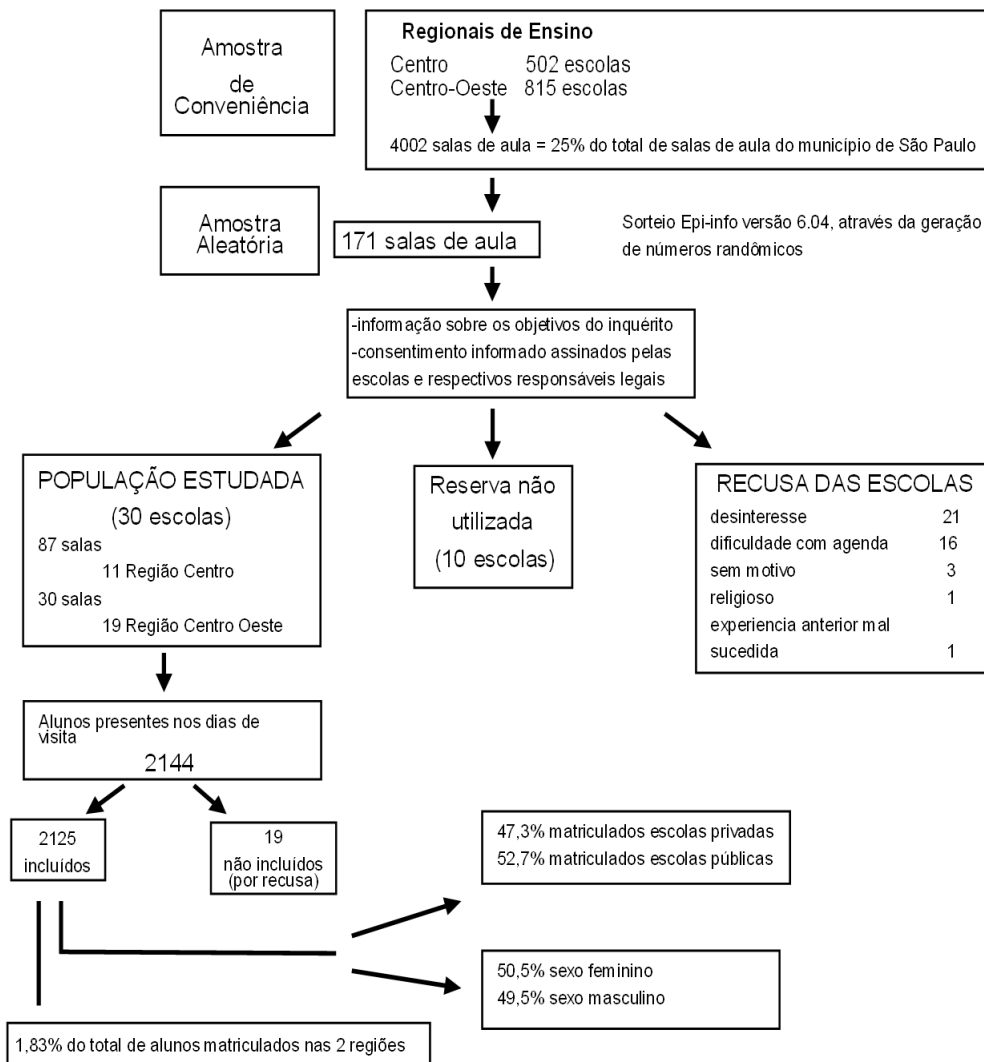 Amostra
de
Conveniência
Regionais de Ensino
Centro 502 escolas
Centro-Oeste 815 escolas
4002 salas de aula = 25% do total de salas de aula do município de São Paulo
Amostra
Aleatória
171 salas de aula
Sorteio Epi-info versão 6.04, através da geração
de números randômicos
-informação sobre os objetivos do inquérito
-consentimento informado assinados pelas
escolas e respectivos responsáveis legais
POPULAÇÃO ESTUDADA
(30 escolas)
87 salas
11 Região Centro
30 salas
19 Região Centro Oeste
Reserva não
utilizada
(10 escolas)
RECUSA DAS ESCOLAS
desinteresse 21
dificuldade com agenda 16
sem motivo 3
religioso 1
experiencia anterior mal
sucedida 1
Alunos presentes nos dias de
visita
2144
2125
incluídos
19
não incluídos
(por recusa)
47,3% matriculados escolas privadas
52,7% matriculados escolas públicas
50,5% sexo feminino
49,5% sexo masculino
1,83% do total de alunos matriculados nas 2 regiões